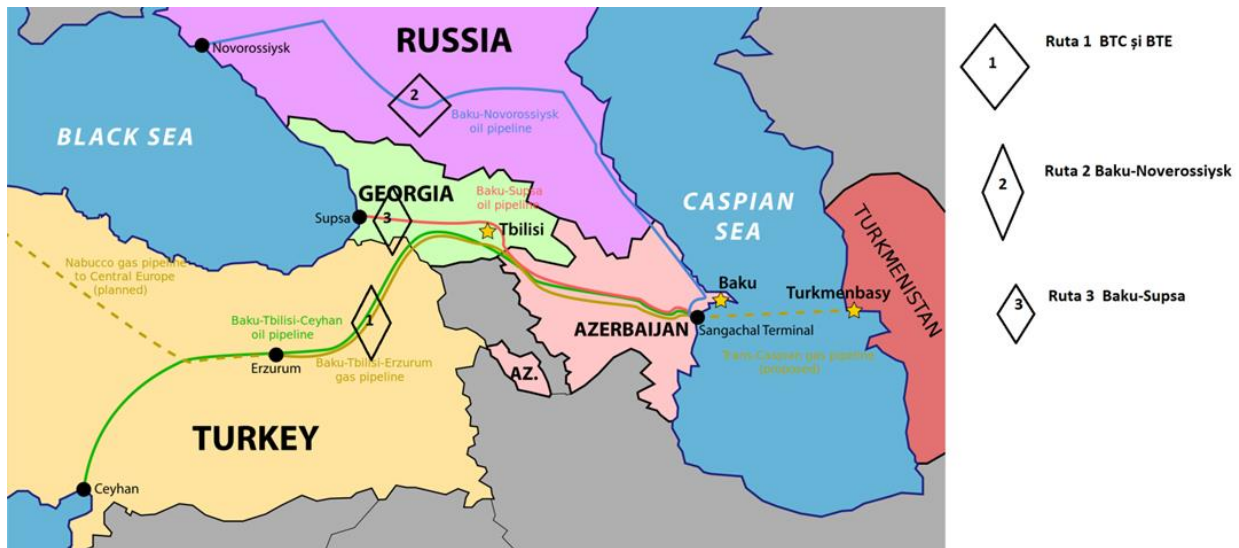 Novorossiysk
RUSSIA
2
Baku-Novorossiysk
oil pipeline
BLACK SEA
GEORGIA
Baku-Supsa
oil pipeline
Supsa
3
Tbilisi
CASPIAN
SEA
TURKMENISTAN
Nabucco gas pipeline
to Central Europe
(planned)
Baku
Turkmenbasy
Baku-Tbilisi-Ceyhan
oil pipeline
1
AZERBAIJAN
Sangachal Terminal
Erzurum
Baku-Tbilisi-Erzurum
gas pipeline
Trans-Caspian gas pipeline
(proposed)
AZ.
TURKEY
Ceyhan
1
Ruta 1 BTC și BTE
2
Ruta 2 Baku-Noverossiysk
3
Ruta 3 Baku-Supsa